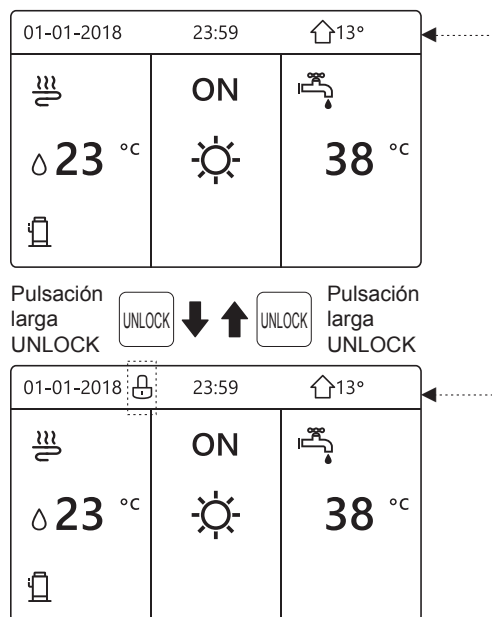 01-01-2018 23:59 13°
ON
23 °C 38 °C
Pulsación
larga
UNLOCK
UNLOCK UNLOCK
Pulsación
larga
UNLOCK
01-01-2018 23:59 13°
ON
23 °C 38 °C